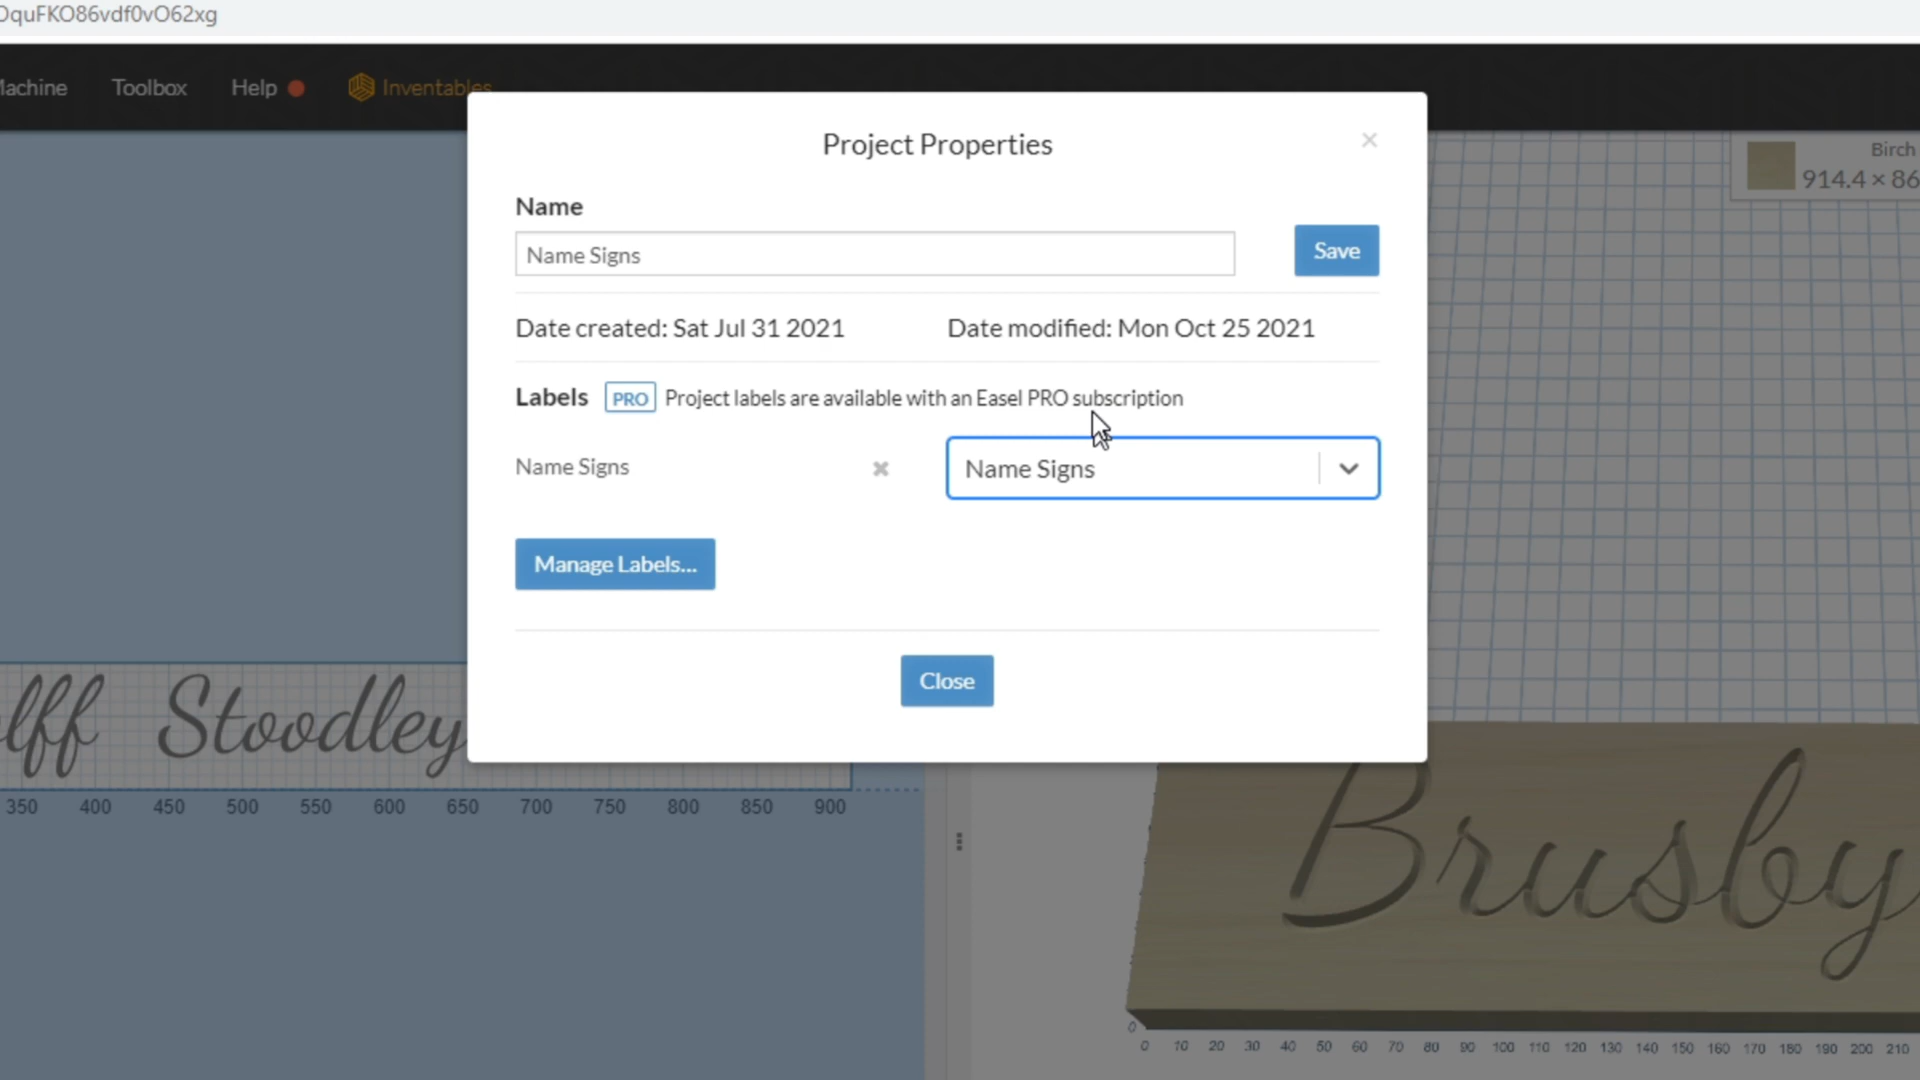 OquFKO86vdf0vO62xg
Machine Toolbox Help Inventables
Project Properties
Birch
914.4 × 86
Name
Name Signs
Save
Date created: Sat Jul 31 2021 Date modified: Mon Oct 25 2021
Labels PRO Project labels are available with an Easel PRO subscription
Name Signs
Name Signs
Manage Labels...
Close
lff Stoodley
350 400 450 500 550 600 650 700 750 800 850 900
Brusby
0
0 10 20 30 40 50 60 70 80 90 100 110 120 130 140 150 160 170 180 190 200 210